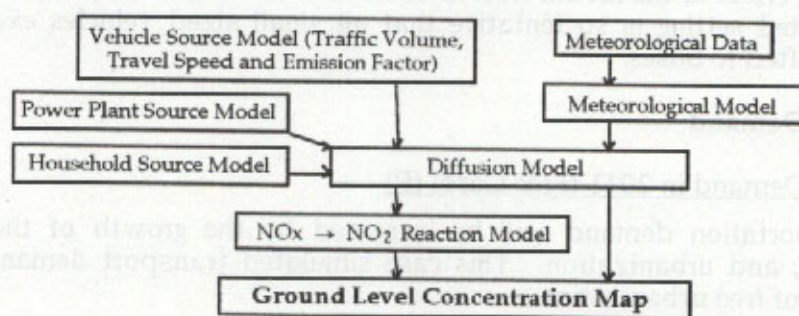 Vehicle Source Model (Traffic Volume,
Travel Speed and Emission Factor)
Meteorological Data
Power Plant Source Model
Meteorological Model
Household Source Model
Diffusion Model
NOx → NO2 Reaction Model
Ground Level Concentration Map